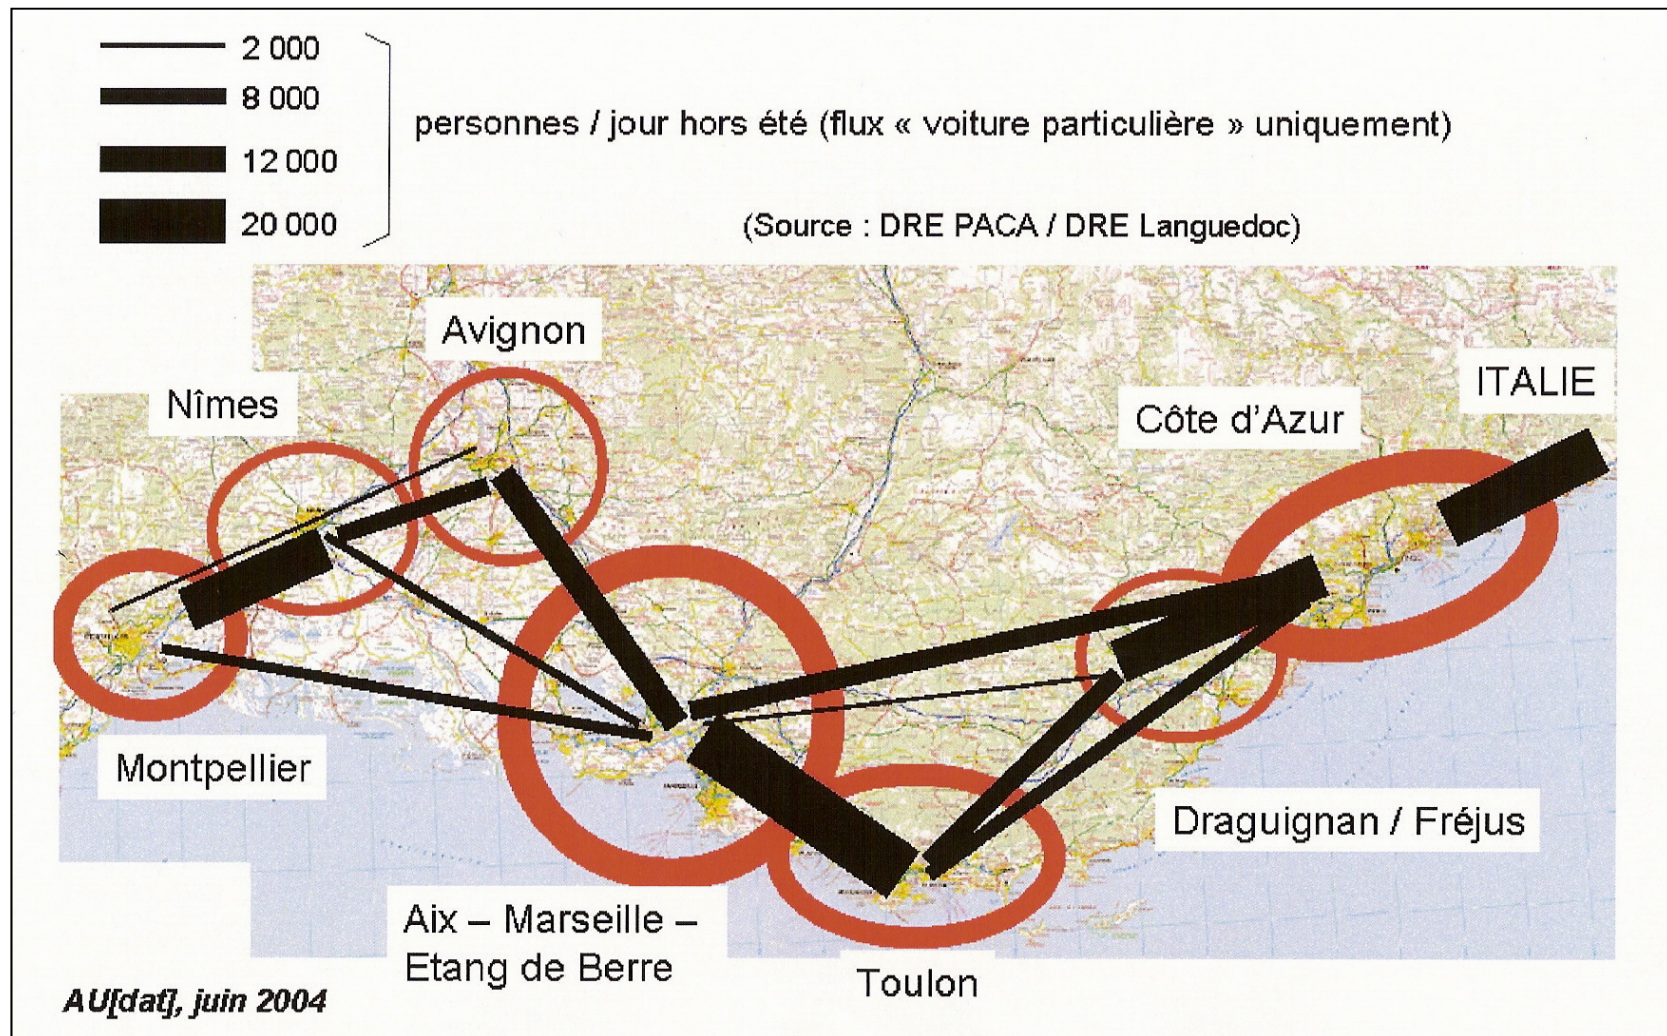 2 000
8 000
12 000
20 000
personnes / jour hors été (flux « voiture particulière » uniquement)
(Source : DRE PACA / DRE Languedoc)
Avignon
Nîmes
ITALIE
Côte d'Azur
Montpellier
Draguignan / Fréjus
Aix – Marseille –
Etang de Berre
Toulon
AU[dat], juin 2004